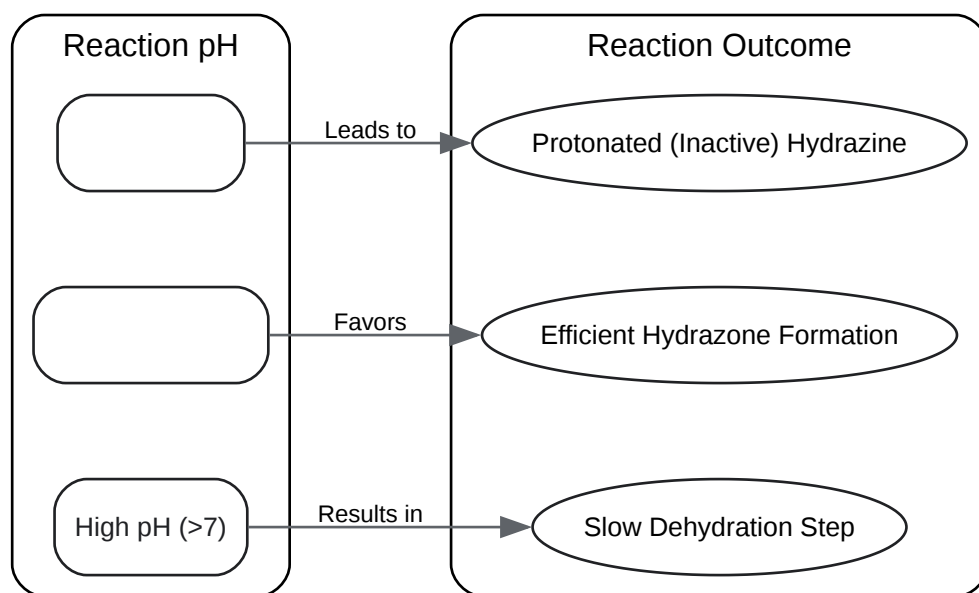 Reaction pH
Reaction Outcome
Leads to
Protonated (Inactive) Hydrazine
Favors
Efficient Hydrazone Formation
High pH (>7)
Results in
Slow Dehydration Step